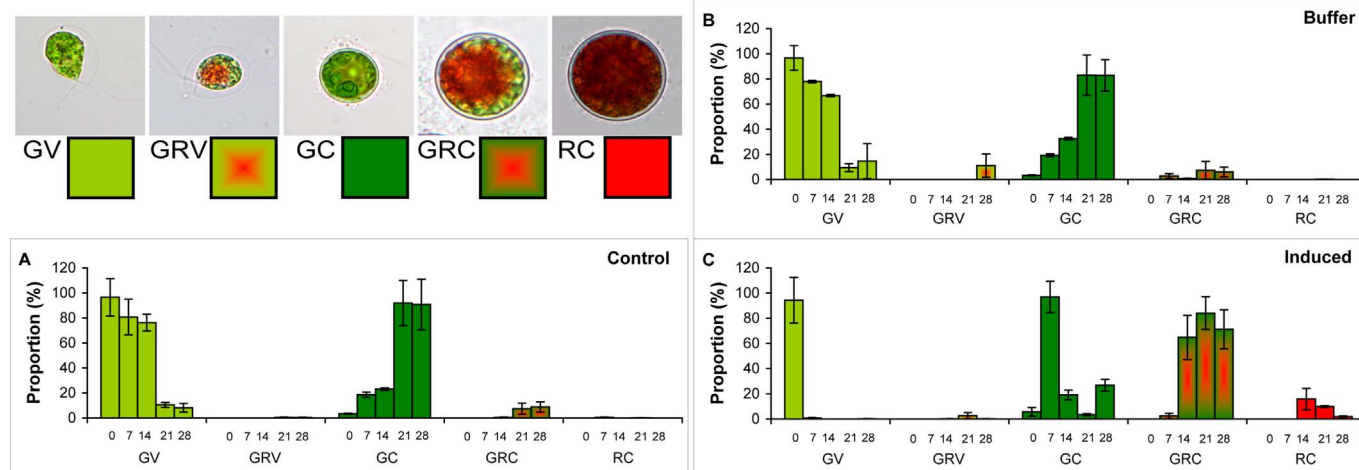 GV GRV GC GRC RC
B Buffer
Proportion (%)
120
100
80
60
40
20
0
0 7 14 21 28 0 7 14 21 28 0 7 14 21 28 0 7 14 21 28 0 7 14 21 28
GV GRV GC GRC RC
A Control
Proportion (%)
120
100
80
60
40
20
0
0 7 14 21 28 0 7 14 21 28 0 7 14 21 28 0 7 14 21 28 0 7 14 21 28
GV GRV GC GRC RC
C Induced
Proportion (%)
120
100
80
60
40
20
0
0 7 14 21 28 0 7 14 21 28 0 7 14 21 28 0 7 14 21 28 0 7 14 21 28
GV GRV GC GRC RC